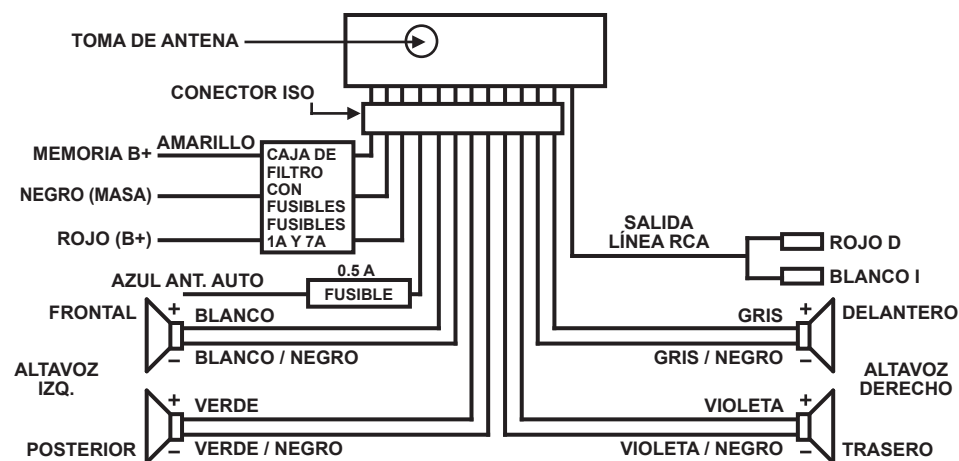 TOMA DE ANTENA
CONECTOR ISO
MEMORIA B+
AMARILLO
NEGRO (MASA)
ROJO (B+)
CAJA DE
FILTRO
CON
FUSIBLES
FUSIBLES
1A Y 7A
AZUL ANT. AUTO
0.5 A
FUSIBLE
SALIDA
LÍNEA RCA
ROJO D
BLANCO I
FRONTAL
+
BLANCO
–
BLANCO / NEGRO
ALTAVOZ
IZQ.
+
VERDE
POSTERIOR
–
VERDE / NEGRO
GRIS
+
DELANTERO
GRIS / NEGRO
–
ALTAVOZ
DERECHO
VIOLETA
+
VIOLETA / NEGRO
–
TRASERO